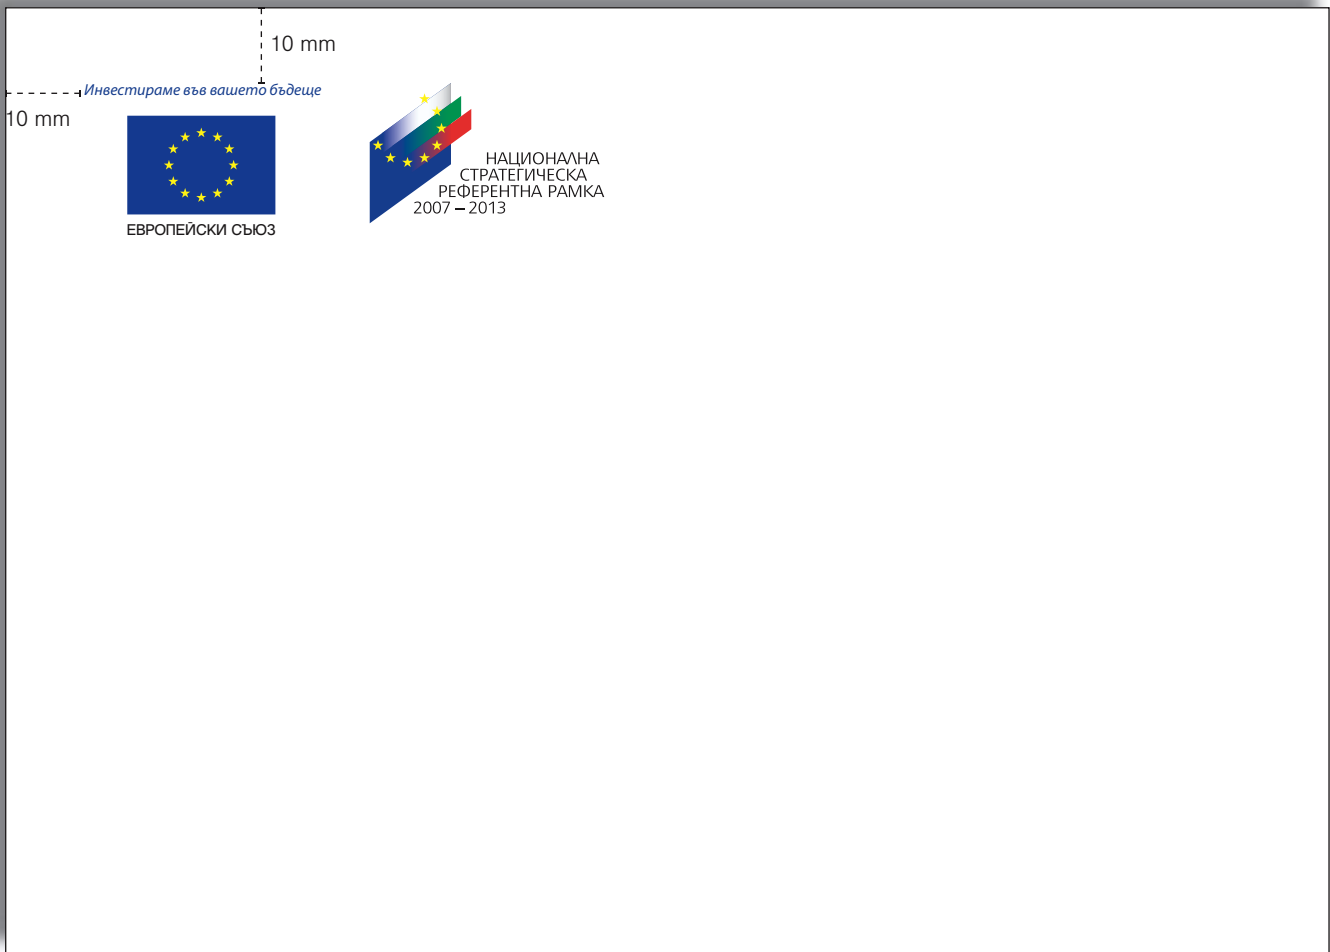 10 mm
Инвестираме във вашето бъдеще
10 mm
ЕВРОПЕЙСКИ СЪЮЗ
НАЦИОНАЛНА
СТРАТЕГИЧЕСКА
РЕФЕРЕНТНА РАМКА
2007 – 2013